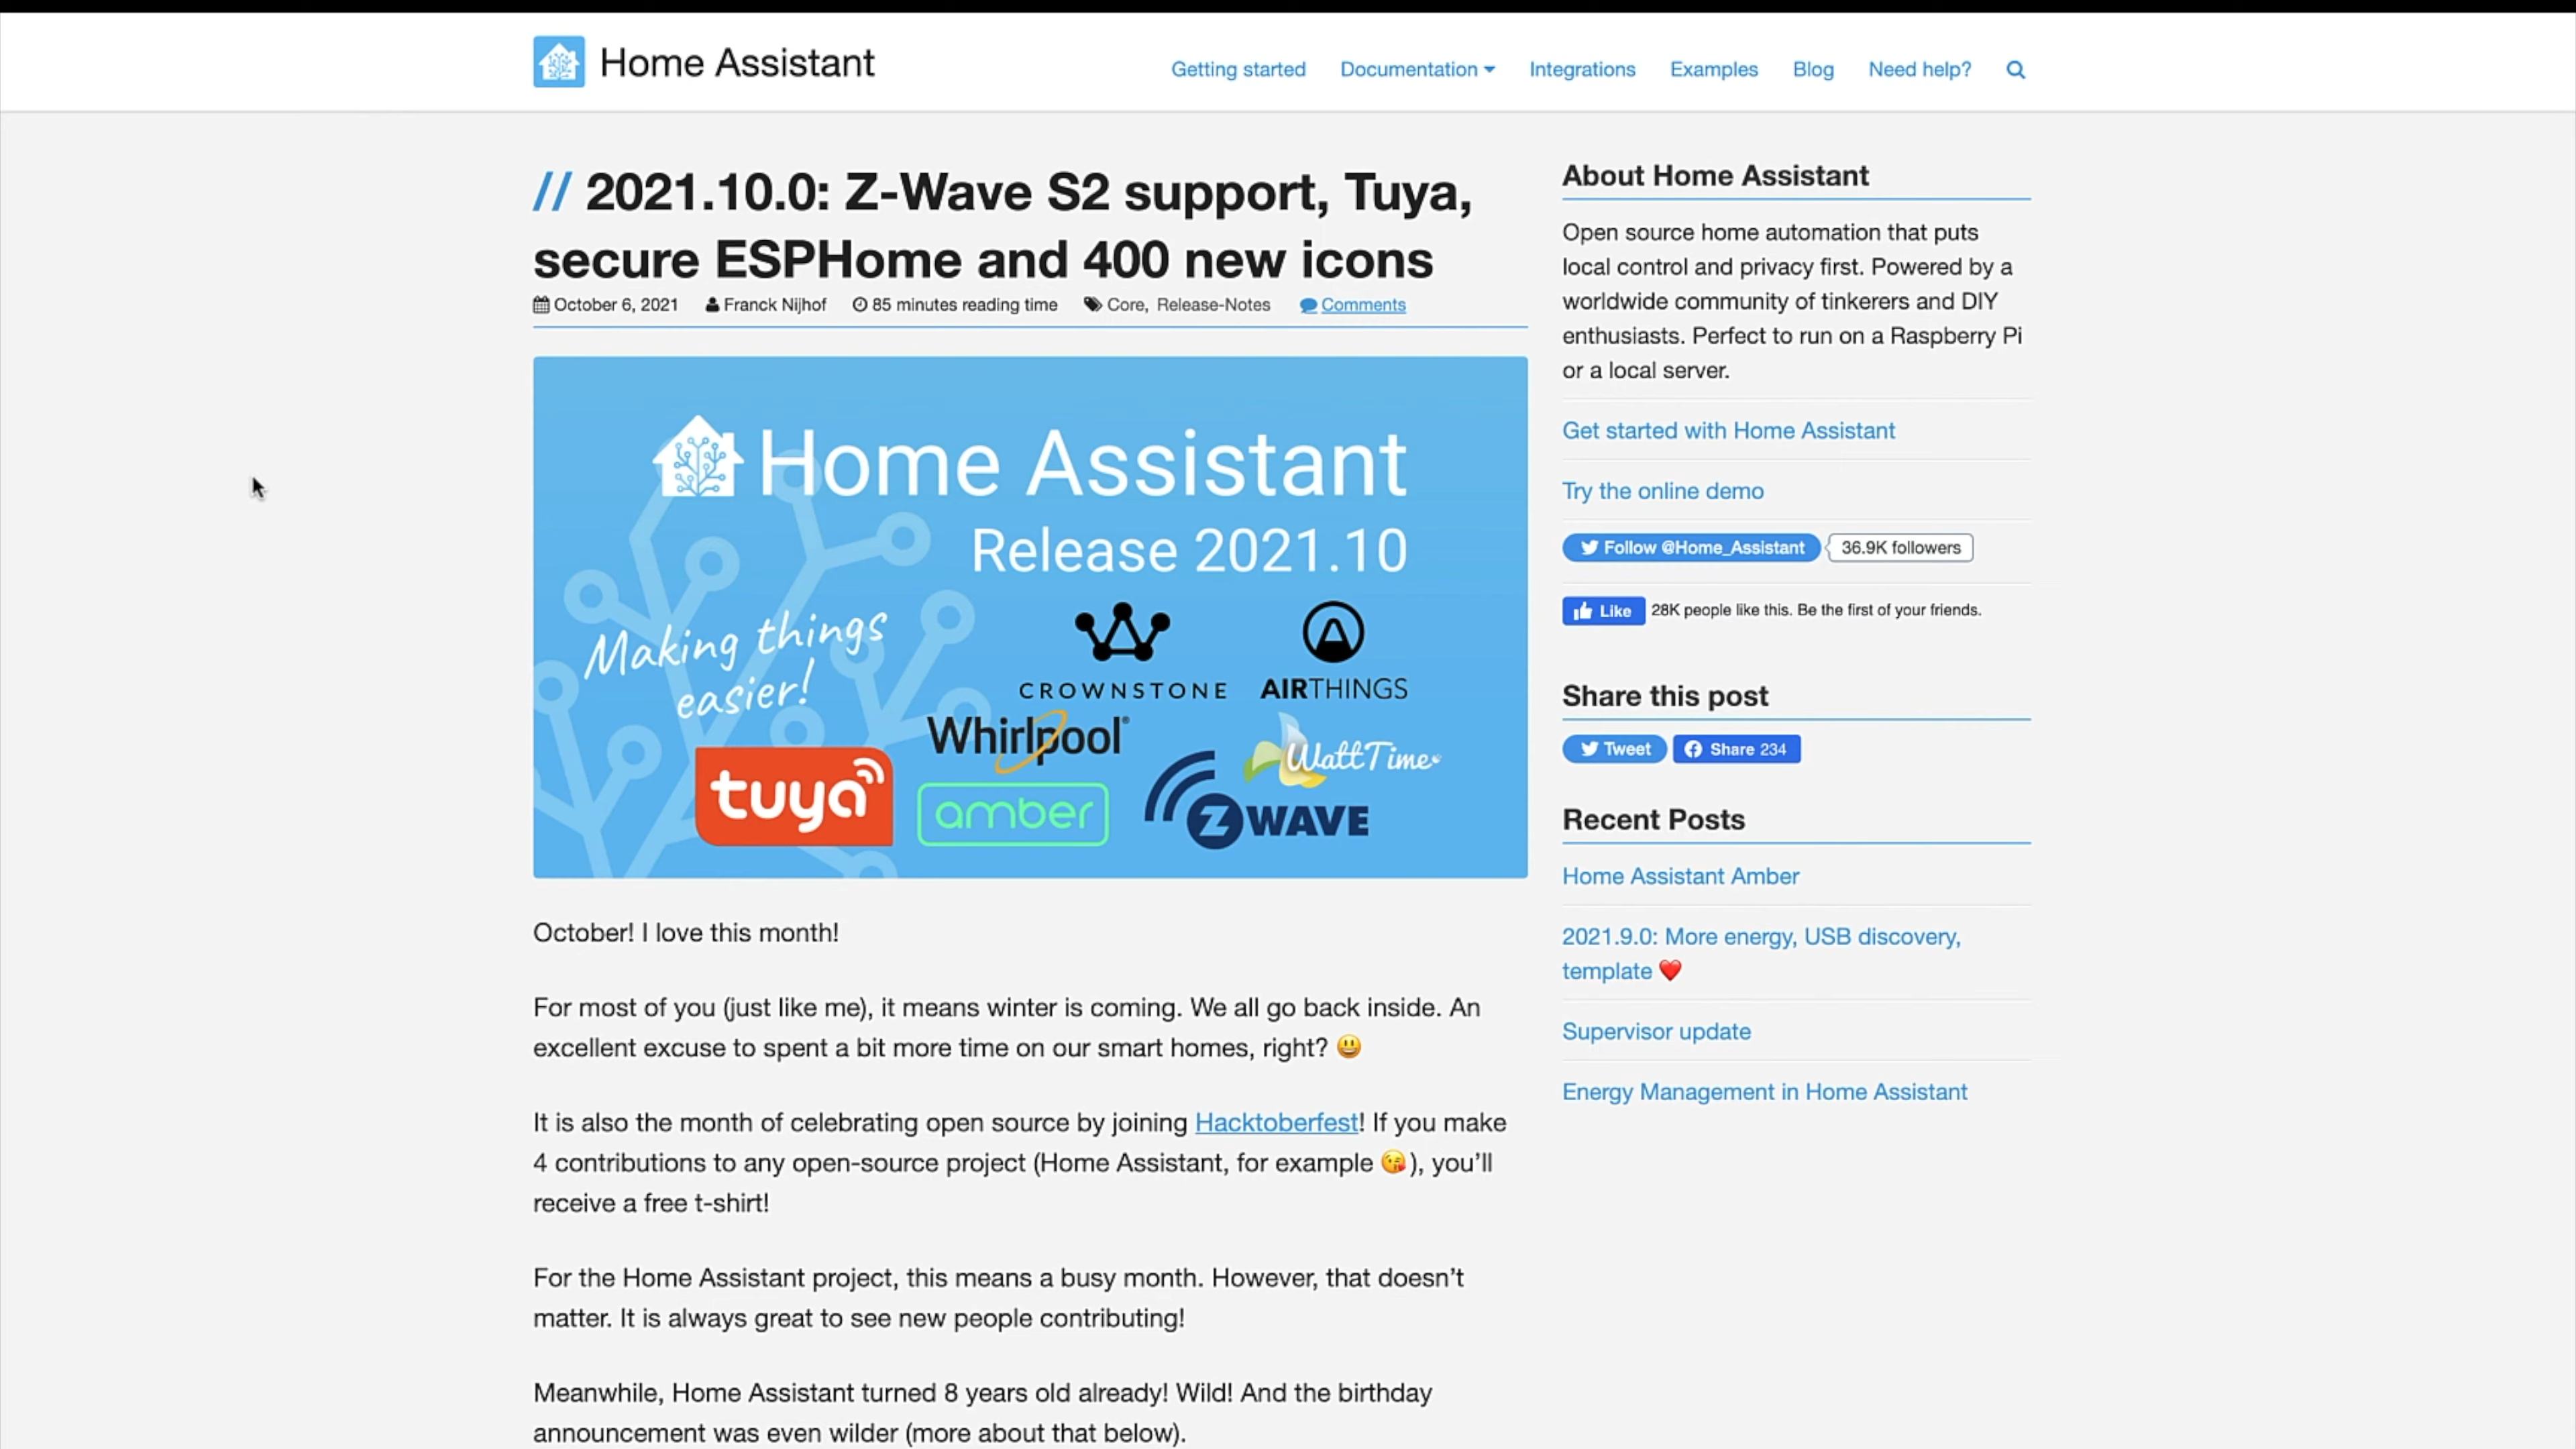 Home Assistant
Getting started Documentation Integrations Examples Blog Need help?
// 2021.10.0: Z-Wave S2 support, Tuya,
secure ESPHome and 400 new icons
October 6, 2021 Franck Nijhof 85 minutes reading time Core, Release-Notes Comments
Home Assistant
Release 2021.10
Making things
easier!
CROWNSTONE
AIRTHINGS
Whirlpool
WattTime
tuya
amber
Z WAVE
October! I love this month!
For most of you (just like me), it means winter is coming. We all go back inside. An
excellent excuse to spent a bit more time on our smart homes, right? 😃
It is also the month of celebrating open source by joining Hacktoberfest! If you make
4 contributions to any open-source project (Home Assistant, for example 😘), you’ll
receive a free t-shirt!
For the Home Assistant project, this means a busy month. However, that doesn’t
matter. It is always great to see new people contributing!
Meanwhile, Home Assistant turned 8 years old already! Wild! And the birthday
announcement was even wilder (more about that below).
About Home Assistant
Open source home automation that puts
local control and privacy first. Powered by a
worldwide community of tinkerers and DIY
enthusiasts. Perfect to run on a Raspberry Pi
or a local server.
Get started with Home Assistant
Try the online demo
Follow @Home_Assistant 36.9K followers
Like 28K people like this. Be the first of your friends.
Share this post
Tweet Share 234
Recent Posts
Home Assistant Amber
2021.9.0: More energy, USB discovery,
template ❤️
Supervisor update
Energy Management in Home Assistant